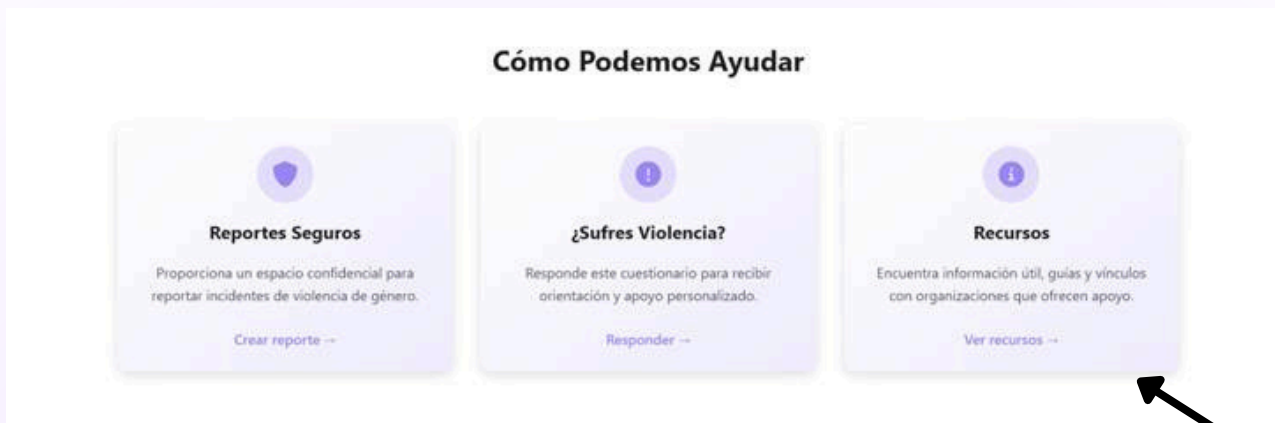 Cómo Podemos Ayudar
Reportes Seguros
Proporciona un espacio confidencial para
reportar incidentes de violencia de género.
Crear reporte →
¿Sufres Violencia?
Responde este cuestionario para recibir
orientación y apoyo personalizado.
Responder →
Recursos
Encuentra información útil, guías y vínculos
con organizaciones que ofrecen apoyo.
Ver recursos →